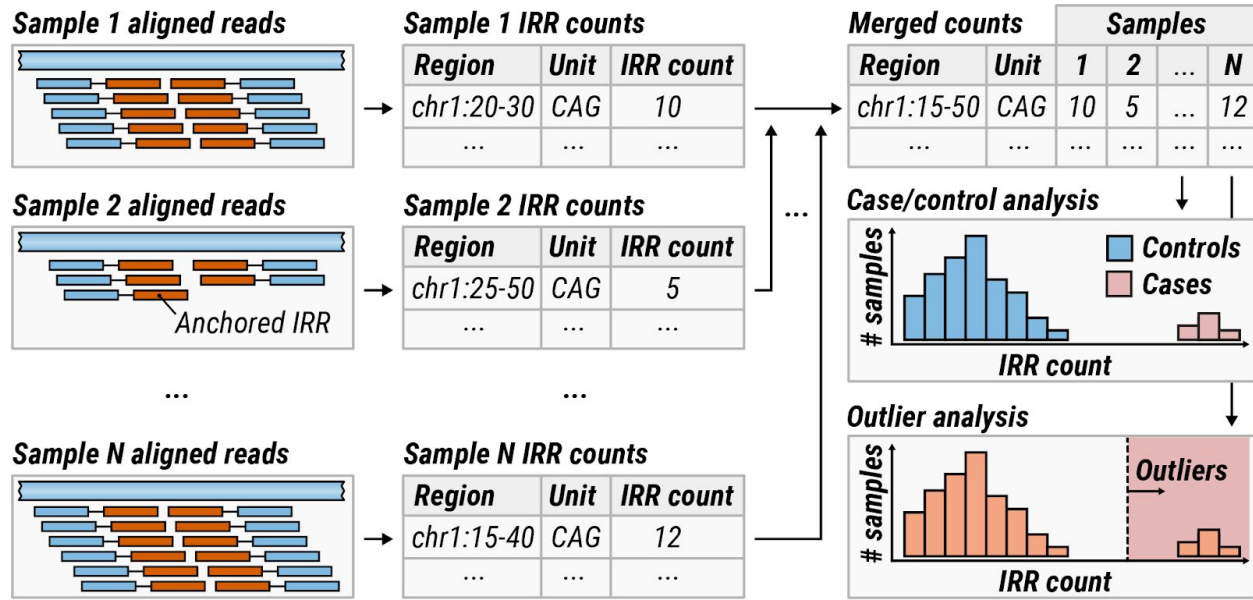 Sample 1 aligned reads
Sample 1 IRR counts
Region Unit IRR count
chr1:20-30 CAG 10
... ... ...
Sample 2 aligned reads
Anchored IRR
Sample 2 IRR counts
Region Unit IRR count
chr1:25-50 CAG 5
... ... ...
...
...
...
Sample N aligned reads
Sample N IRR counts
Region Unit IRR count
chr1:15-40 CAG 12
... ... ...
Merged counts Samples
Region Unit 1 2 ... N
chr1:15-50 CAG 10 5 ... 12
... ... ... ... ... ...
Case/control analysis
# samples
Controls
Cases
IRR count
Outlier analysis
# samples
Outliers
IRR count